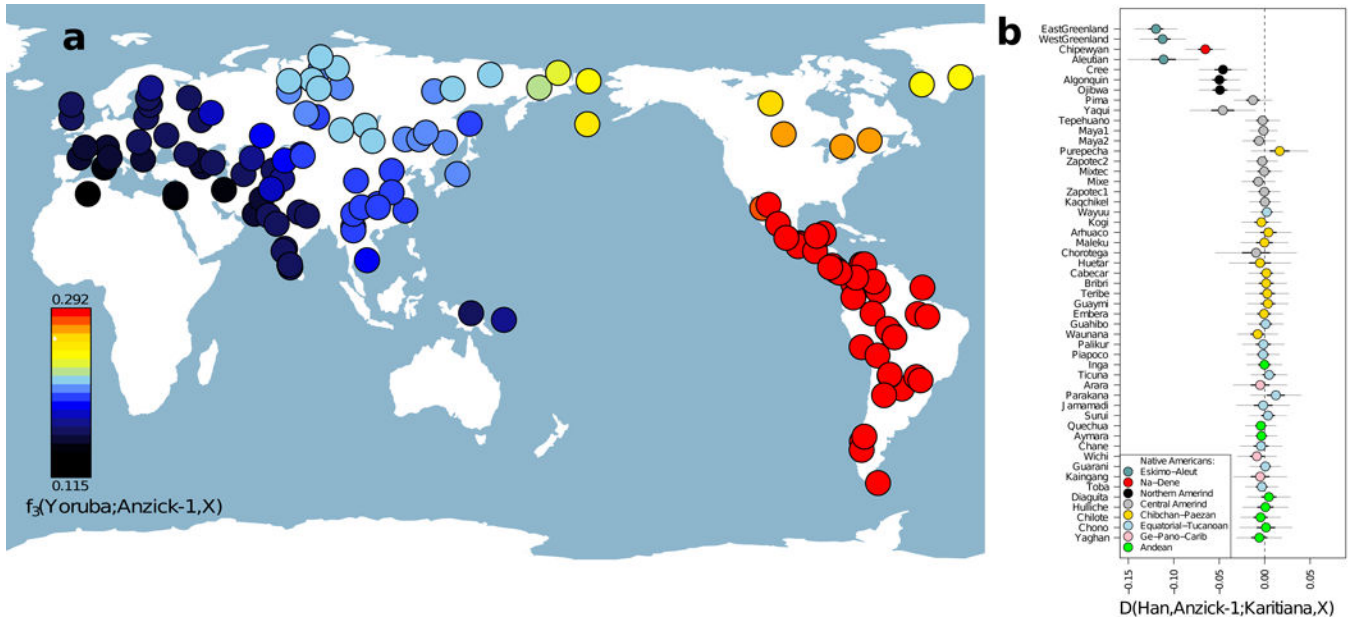 a
0.292
0.115
f3(Yoruba;Anzick-1,X)
b
EastGreenland
WestGreenland
Chipewyan
Aleutian
Cree
Algonquin
Ojibwa
Pima
Yaqui
Tepehuano
Maya1
Maya2
Purepecha
Zapotec2
Mixtec
Mixe
Zapotec1
Kaqchikel
Wayuu
Kogi
Arhuaco
Maleku
Chorotega
Huetar
Cabecar
Bribri
Teribe
Guaymi
Embera
Guahibo
Waunana
Palikur
Piapoco
Inga
Ticuna
Arara
Parakana
Jamamadi
Surui
Quechua
Aymara
Chane
Wichi
Guarani
Kaingang
Toba
Diaguita
Hulliche
Chilote
Chono
Yaghan
Native Americans:
Eskimo-Aleut
Na-Dene
Northern Amerind
Central Amerind
Chibchan-Paezan
Equatorial-Tucanoan
Ge-Pano-Carib
Andean
-0.15
-0.10
-0.05
0.00
0.05
D(Han,Anzick-1;Karitiana,X)